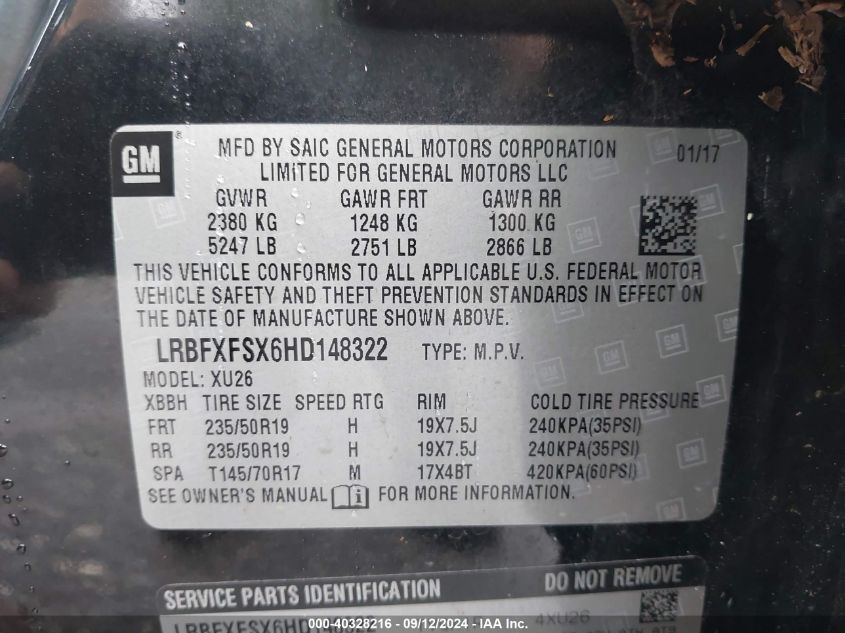 GM
MFD BY SAIC GENERAL MOTORS CORPORATION 01/17
LIMITED FOR GENERAL MOTORS LLC
GVWR GAWR FRT GAWR RR
2380 KG 1248 KG 1300 KG
5247 LB 2751 LB 2866 LB
THIS VEHICLE CONFORMS TO ALL APPLICABLE U.S. FEDERAL MOTOR
VEHICLE SAFETY AND THEFT PREVENTION STANDARDS IN EFFECT ON
THE DATE OF MANUFACTURE SHOWN ABOVE.
LRBFXFSX6HD148322 TYPE: M.P.V.
MODEL: XU26
XBBH TIRE SIZE SPEED RTG RIM COLD TIRE PRESSURE
FRT 235/50R19 H 19X7.5J 240KPA(35PSI)
RR 235/50R19 H 19X7.5J 240KPA(35PSI)
SPA T145/70R17 M 17X4BT 420KPA(60PSI)
SEE OWNER'S MANUAL FOR MORE INFORMATION.
SERVICE PARTS IDENTIFICATION DO NOT REMOVE
LRBFXFSX6HD148322 4XU26
000-40328216 - 09/12/2024 - IAA Inc.